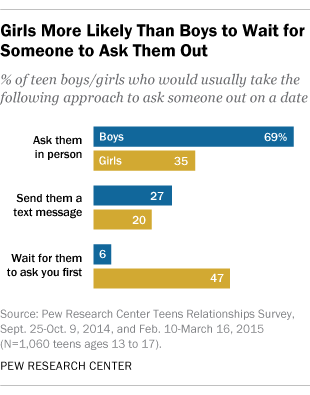 Girls More Likely Than Boys to Wait for
Someone to Ask Them Out
% of teen boys/girls who would usually take the
following approach to ask someone out on a date
Ask them
in person
Boys 69%
Girls 35
Send them a
text message
27
20
Wait for them
to ask you first
6
47
Source: Pew Research Center Teens Relationships Survey,
Sept. 25-Oct. 9, 2014, and Feb. 10-March 16, 2015
(N=1,060 teens ages 13 to 17).
PEW RESEARCH CENTER